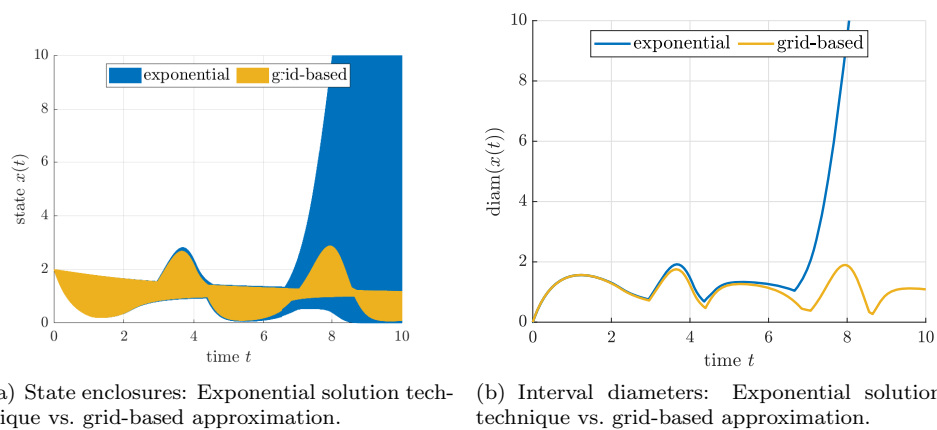 10
8
6
4
2
0
0 2 4 6 8 10
state x(t)
time t
exponential grid-based
10
8
6
4
2
0
0 2 4 6 8 10
diam(x(t))
time t
exponential grid-based
a) State enclosures: Exponential solution tech-
nique vs. grid-based approximation.
(b) Interval diameters: Exponential solution
technique vs. grid-based approximation.